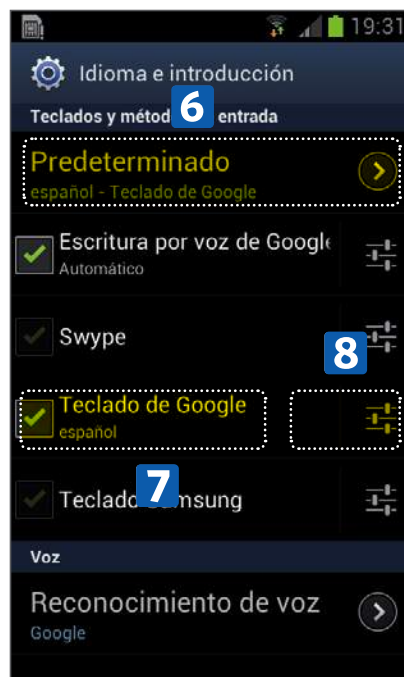 19:31
Idioma e introducción
6
Teclados y métod entrada
Predeterminado
español - Teclado de Google
Escritura por voz de Google
Automático
Swype
8
Teclado de Google
español
7
Teclado msung
Voz
Reconocimiento de voz
Google